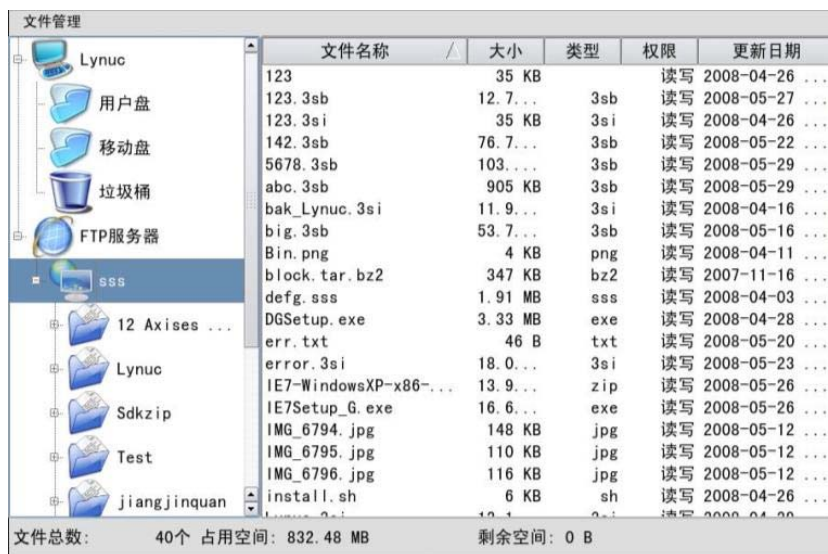 文件管理
Lynuc
用户盘
移动盘
垃圾桶
FTP服务器
sss
12 Axises ...
Lynuc
Sdkzip
Test
jiangjinquan
文件名称 大小 类型 权限 更新日期
123 35 KB 读写 2008-04-26 ...
123.3sb 12.7... 3sb 读写 2008-05-27 ...
123.3si 35 KB 3si 读写 2008-04-26 ...
142.3sb 76.7... 3sb 读写 2008-05-22 ...
5678.3sb 103.... 3sb 读写 2008-05-29 ...
abc.3sb 905 KB 3sb 读写 2008-05-29 ...
bak_Lynuc.3si 11.9... 3si 读写 2008-04-16 ...
big.3sb 53.7... 3sb 读写 2008-05-16 ...
Bin.png 4 KB png 读写 2008-04-11 ...
block.tar.bz2 347 KB bz2 读写 2007-11-16 ...
defg.sss 1.91 MB sss 读写 2008-04-03 ...
DGSetup.exe 3.33 MB exe 读写 2008-04-28 ...
err.txt 46 B txt 读写 2008-05-20 ...
error.3si 18.0... 3si 读写 2008-05-23 ...
IE7-WindowsXP-x86-... 13.9... zip 读写 2008-05-26 ...
IE7Setup_G.exe 16.6... exe 读写 2008-05-26 ...
IMG_6794.jpg 148 KB jpg 读写 2008-05-12 ...
IMG_6795.jpg 110 KB jpg 读写 2008-05-12 ...
IMG_6796.jpg 116 KB jpg 读写 2008-05-12 ...
install.sh 6 KB sh 读写 2008-04-26 ...
文件总数: 40个 占用空间: 832.48 MB 剩余空间: 0 B